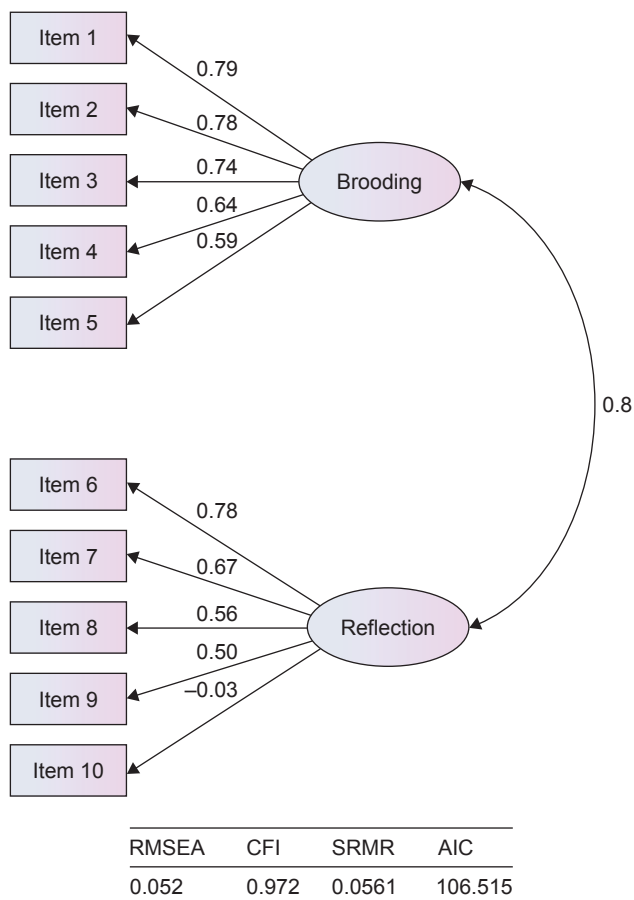 Item 1
0.79
Item 2
0.78
Item 3
0.74
Brooding
0.64
Item 4
0.59
Item 5
0.8
Item 6
0.78
Item 7
0.67
Item 8
0.56
Reflection
0.50
Item 9
–0.03
Item 10
RMSEA CFI SRMR AIC
0.052 0.972 0.0561 106.515